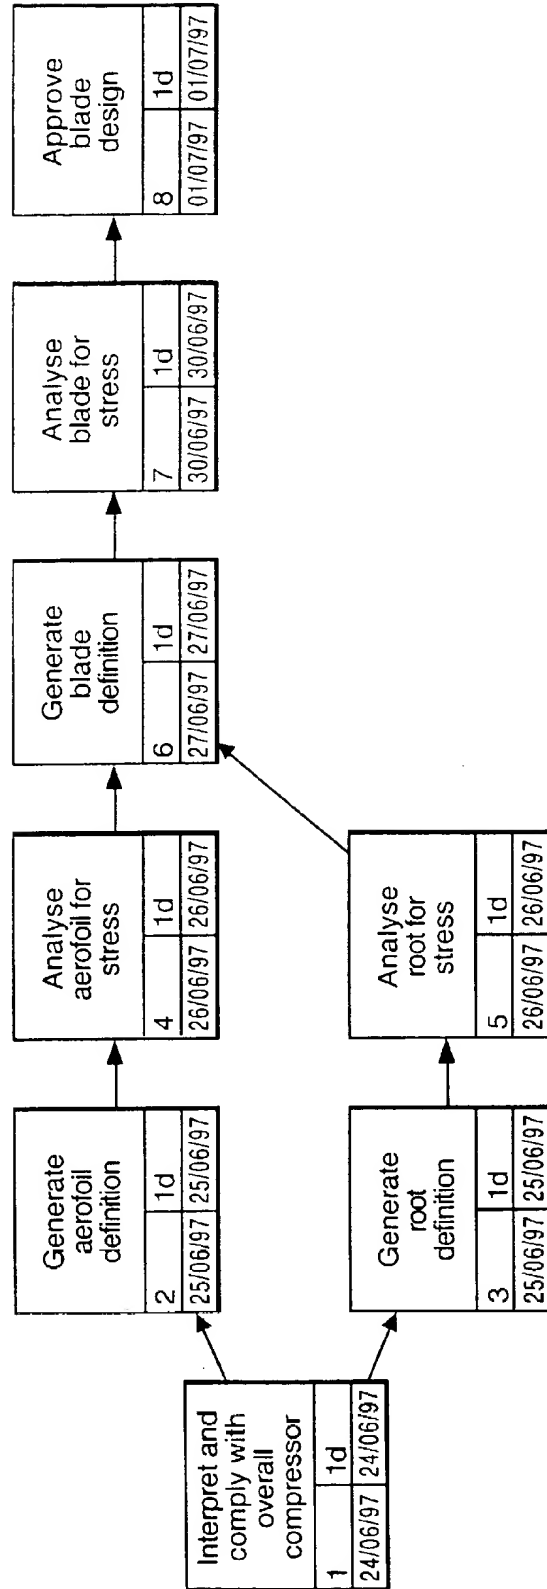 Interpret and
comply with
overall
compressor
1 1d
24/06/97 24/06/97
Generate
aerofoil
definition
2 1d
25/06/97 25/06/97
Generate
root
definition
3 1d
25/06/97 25/06/97
Analyse
aerofoil for
stress
4 1d
26/06/97 26/06/97
Analyse
root for
stress
5 1d
26/06/97 26/06/97
Generate
blade
definition
6 1d
27/06/97 27/06/97
Analyse
blade for
stress
7 1d
30/06/97 30/06/97
Approve
blade
design
8 1d
01/07/97 01/07/97